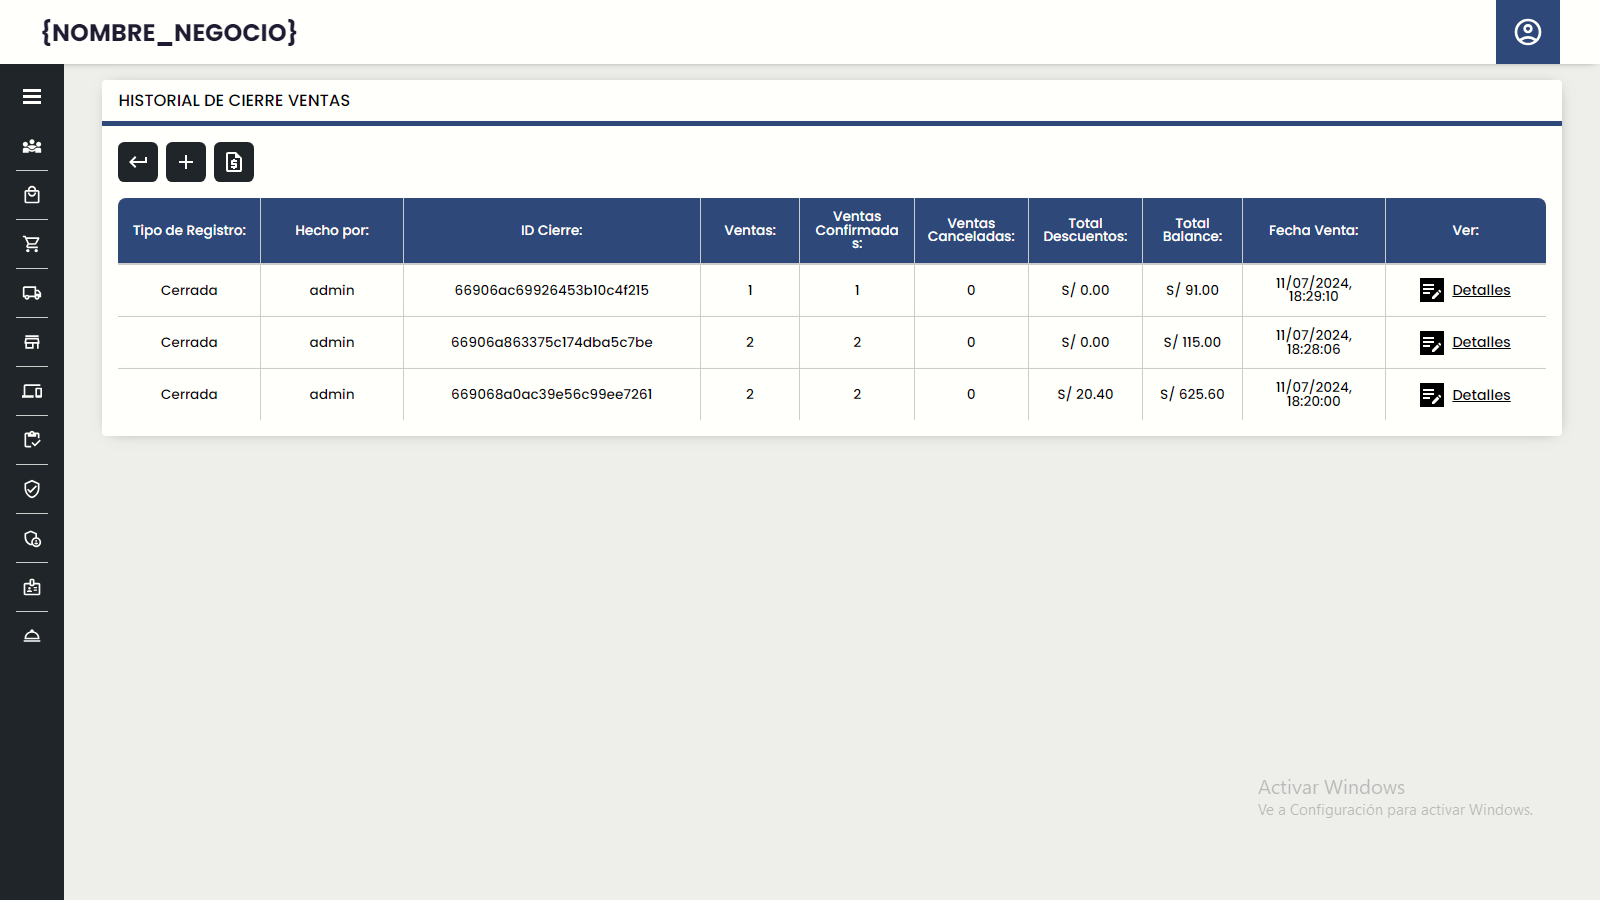 {NOMBRE_NEGOCIO}
HISTORIAL DE CIERRE VENTAS
Tipo de Registro: Hecho por: ID Cierre: Ventas: Ventas Confirmadas: Ventas Canceladas: Total Descuentos: Total Balance: Fecha Venta: Ver:
Cerrada admin 66906ac69926453b10c4f215 1 1 0 S/ 0.00 S/ 91.00 11/07/2024, 18:29:10 Detalles
Cerrada admin 66906a863375c174dba5c7be 2 2 0 S/ 0.00 S/ 115.00 11/07/2024, 18:28:06 Detalles
Cerrada admin 669068a0ac39e56c99ee7261 2 2 0 S/ 20.40 S/ 625.60 11/07/2024, 18:20:00 Detalles
Activar Windows
Ve a Configuración para activar Windows.